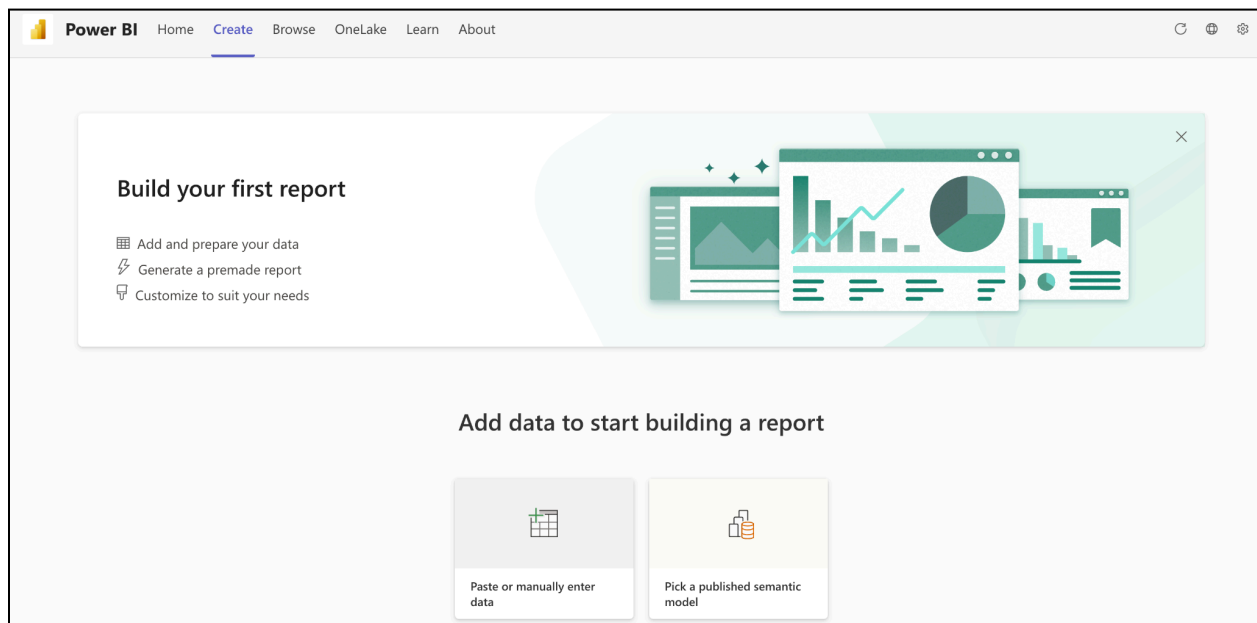 Power BI Home Create Browse OneLake Learn About
Build your first report
Add and prepare your data
Generate a premade report
Customize to suit your needs
Add data to start building a report
Paste or manually enter
data
Pick a published semantic
model